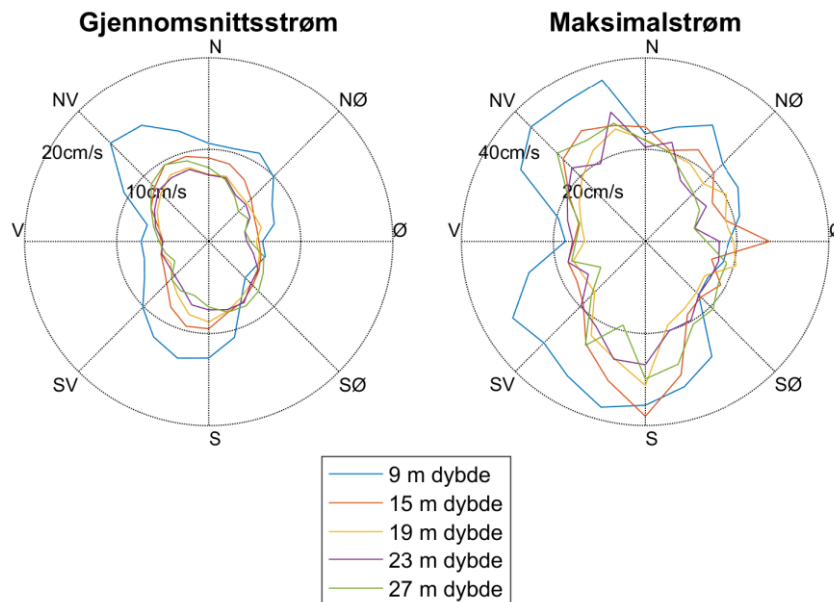 Gjennomsnittsstrøm
N
NV
NØ
20cm/s
10cm/s
V
Ø
SV
SØ
S
Maksimalstrøm
N
NV
NØ
40cm/s
20cm/s
V
Ø
SV
SØ
S
9 m dybde
15 m dybde
19 m dybde
23 m dybde
27 m dybde